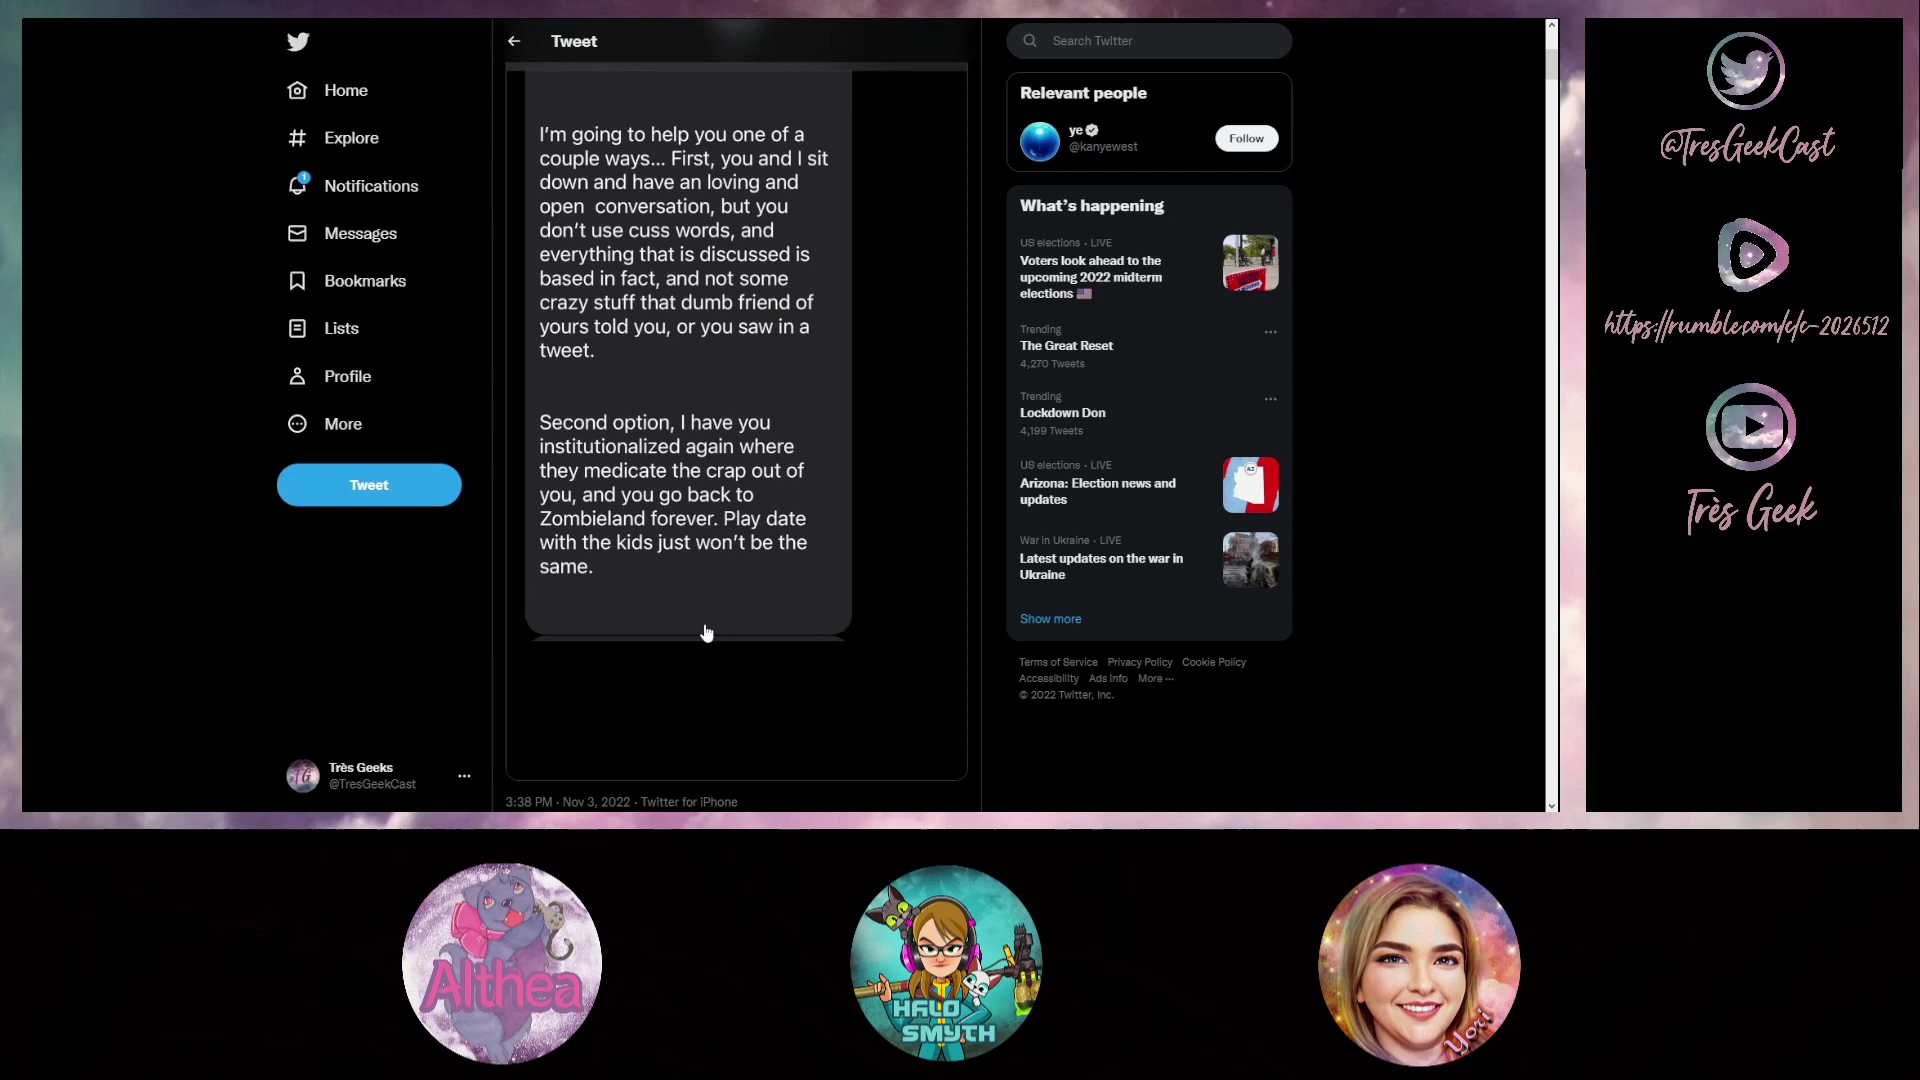 Home
Explore
1
Notifications
Messages
Bookmarks
Lists
Profile
More
Tweet
Très Geeks
@TresGeekCast
Tweet
I'm going to help you one of a
couple ways... First, you and I sit
down and have an loving and
open conversation, but you
don't use cuss words, and
everything that is discussed is
based in fact, and not some
crazy stuff that dumb friend of
yours told you, or you saw in a
tweet.
Second option, I have you
institutionalized again where
they medicate the crap out of
you, and you go back to
Zombieland forever. Play date
with the kids just won't be the
same.
3:38 PM · Nov 3, 2022 · Twitter for iPhone
Search Twitter
Relevant people
ye
@kanyewest
Follow
What's happening
US elections · LIVE
Voters look ahead to the
upcoming 2022 midterm
elections
Trending
The Great Reset
4,270 Tweets
Trending
Lockdown Don
4,199 Tweets
US elections · LIVE
Arizona: Election news and
updates
AZ
War in Ukraine · LIVE
Latest updates on the war in
Ukraine
Show more
Terms of Service Privacy Policy Cookie Policy
Accessibility Ads info More ···
© 2022 Twitter, Inc.
@TresGeekCast
https://rumble.com/c/c-2026512
Très Geek
Althea
HALO
SMYTH
Yori